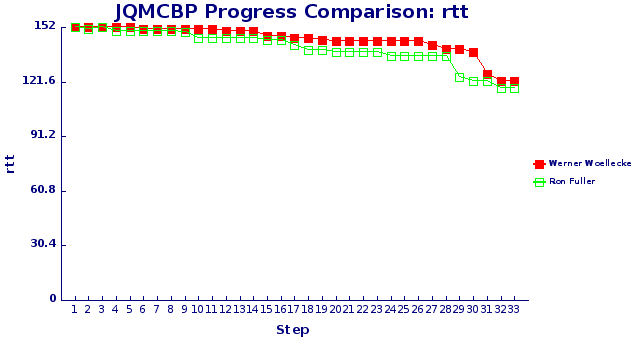 JQMCBP Progress Comparison: rtt
152
121.6
91.2
60.8
30.4
0
rtt
1 2 3 4 5 6 7 8 9 10 11 12 13 14 15 16 17 18 19 20 21 22 23 24 25 26 27 28 29 30 31 32 33
Step
Werner Woellecke
Ron Fuller